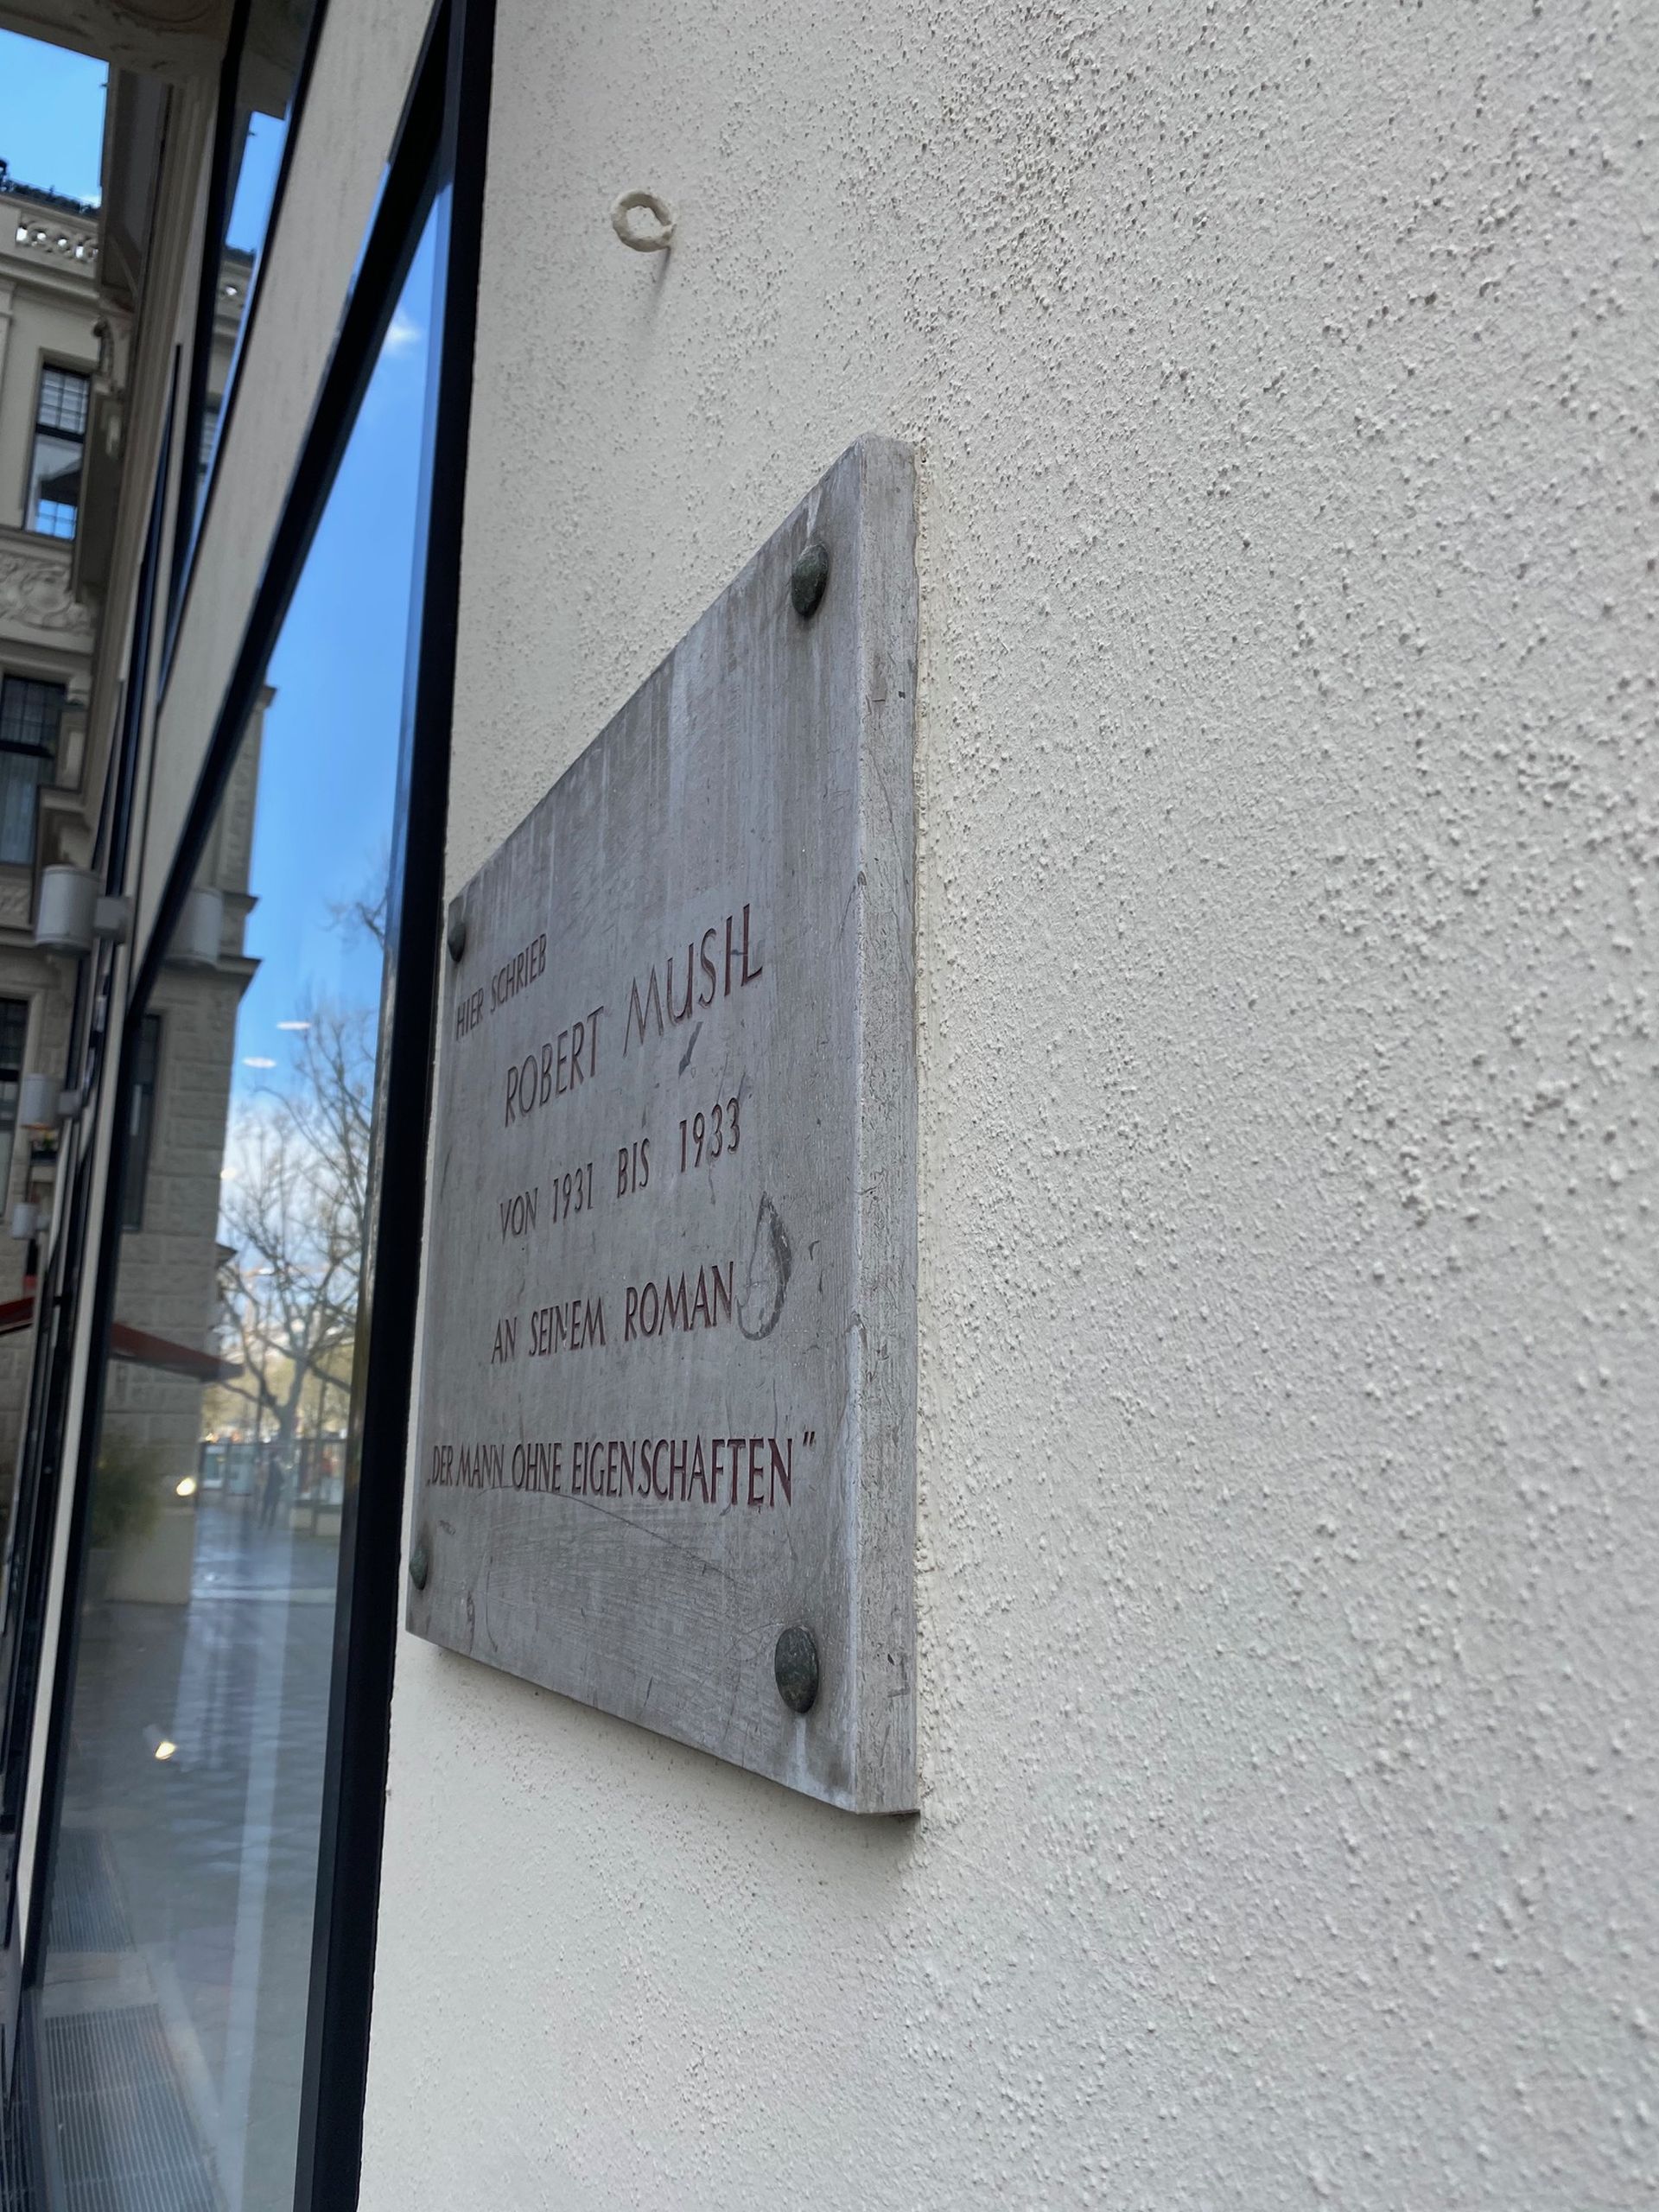 HIER SCHRIEB
ROBERT MUSIL
VON 1931 BIS 1933
AN SEINEM ROMAN
„DER MANN OHNE EIGENSCHAFTEN”